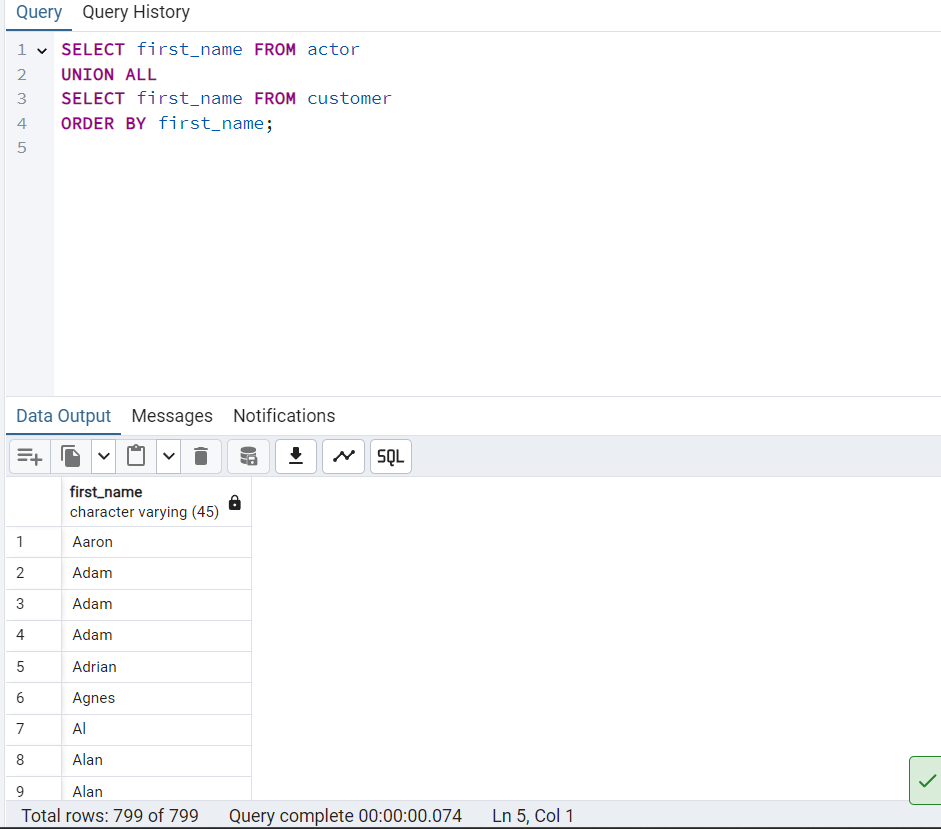 Query Query History
1 SELECT first_name FROM actor
2 UNION ALL
3 SELECT first_name FROM customer
4 ORDER BY first_name;
5
Data Output Messages Notifications
SQL
first_name
character varying (45)
1 Aaron
2 Adam
3 Adam
4 Adam
5 Adrian
6 Agnes
7 Al
8 Alan
9 Alan
Total rows: 799 of 799 Query complete 00:00:00.074 Ln 5, Col 1